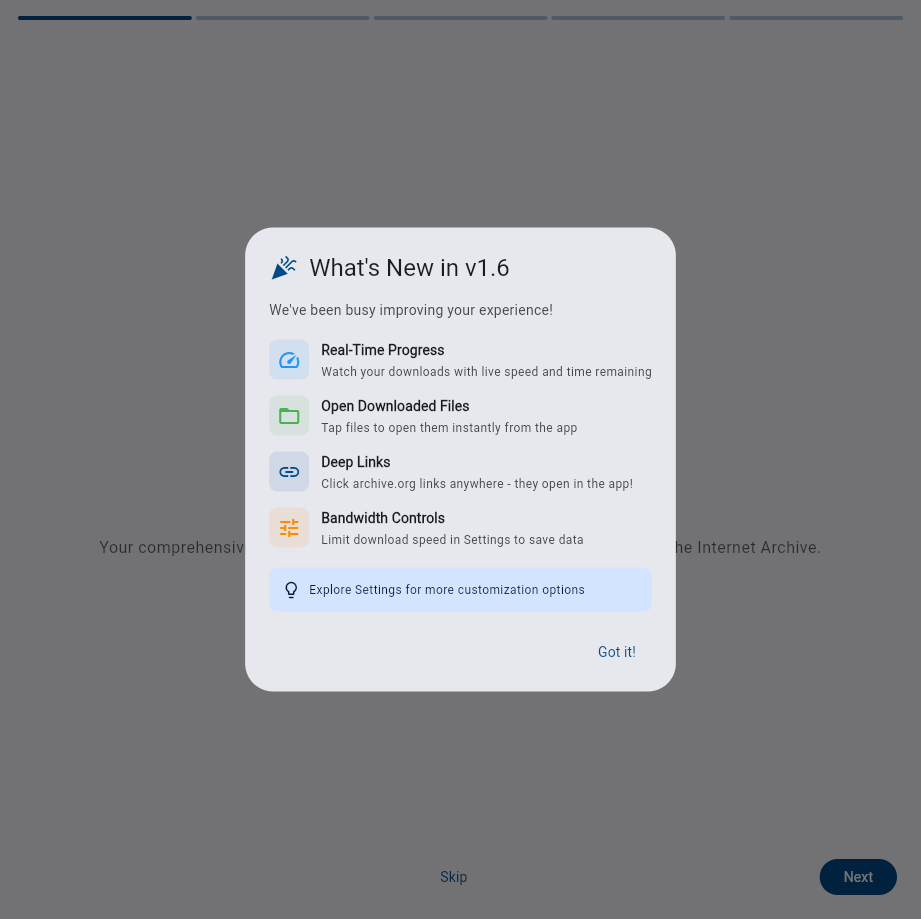 What's New in v1.6
We've been busy improving your experience!
Real-Time Progress
Watch your downloads with live speed and time remaining
Open Downloaded Files
Tap files to open them instantly from the app
Deep Links
Click archive.org links anywhere - they open in the app!
Bandwidth Controls
Limit download speed in Settings to save data
Your Internet Archive.
Explore Settings for more customization options
Got it!
Skip
Next